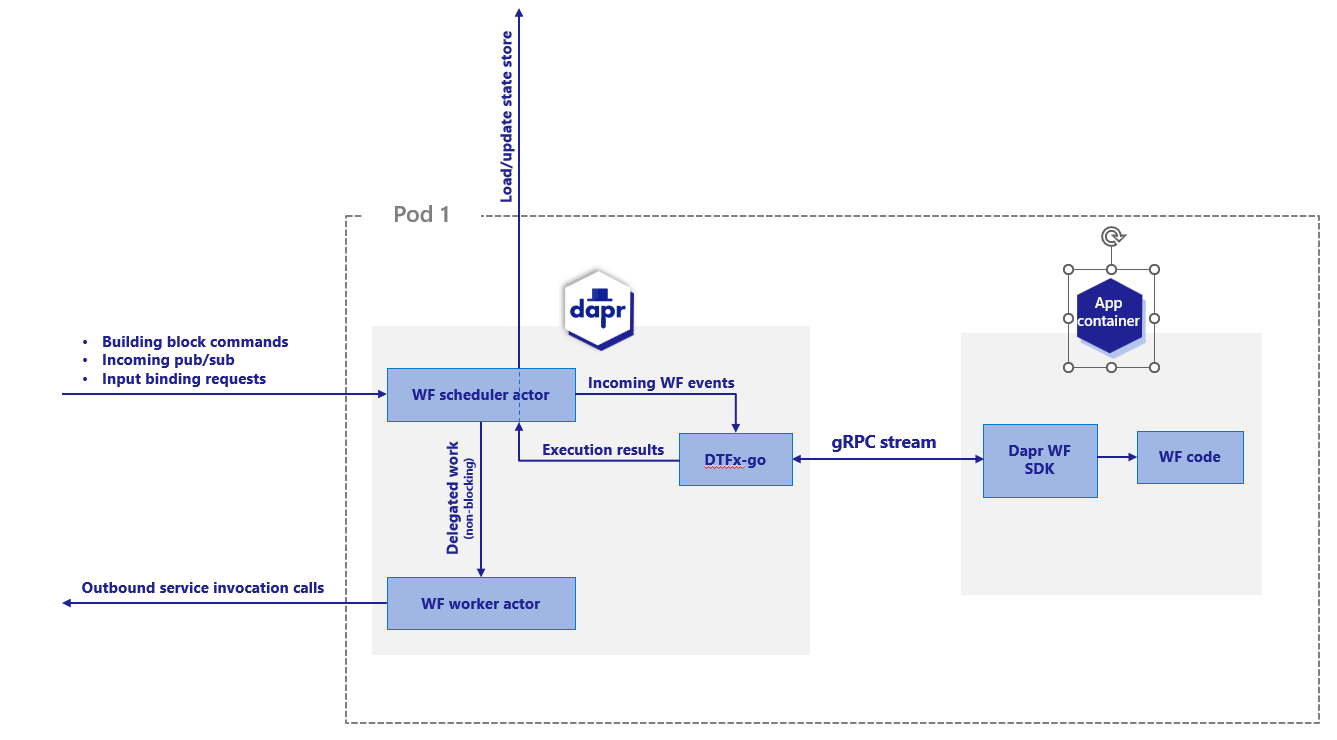 Load/update state store
Pod 1
dapr
App
container
• Building block commands
• Incoming pub/sub
• Input binding requests
WF scheduler actor
Incoming WF events
Execution results
DTFx-go
gRPC stream
Dapr WF
SDK
WF code
Delegated work
(non-blocking)
Outbound service invocation calls
WF worker actor